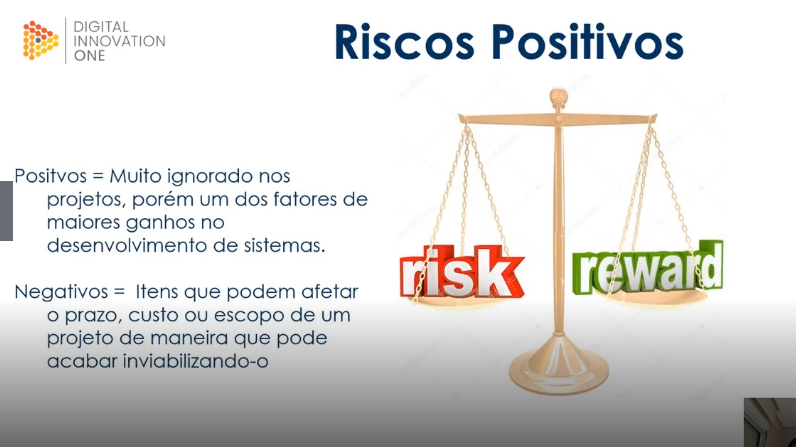 DIGITAL
INNOVATION
ONE
Riscos Positivos
Positvos = Muito ignorado nos
projetos, porém um dos fatores de
maiores ganhos no
desenvolvimento de sistemas.
Negativos = Itens que podem afetar
o prazo, custo ou escopo de um
projeto de maneira que pode
acabar inviabilizando-o
risk
reward